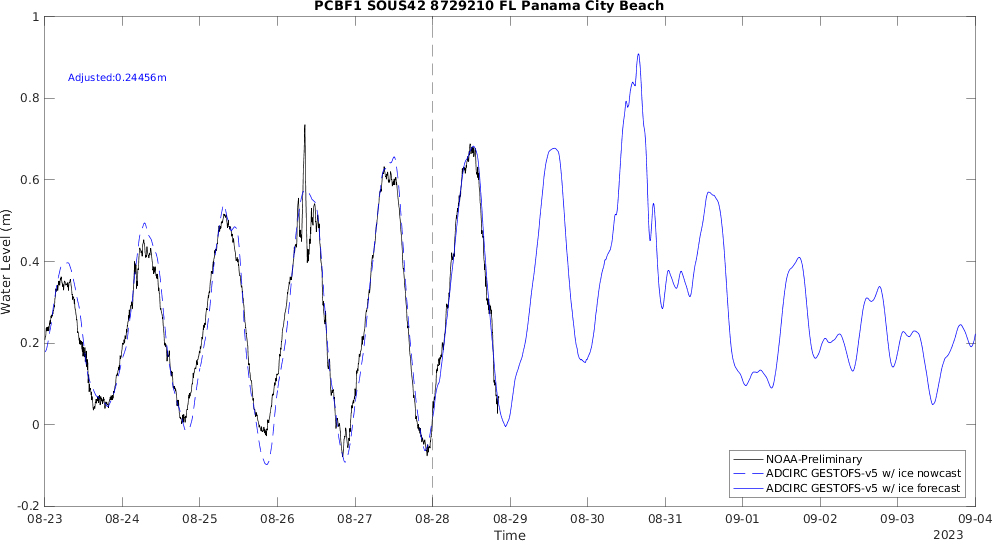 PCBF1 SOUS42 8729210 FL Panama City Beach
1
0.8
0.6
0.4
0.2
0
-0.2
Water Level (m)
Adjusted:0.24456m
NOAA-Preliminary
ADCIRC GESTOFS-v5 w/ ice nowcast
ADCIRC GESTOFS-v5 w/ ice forecast
08-23 08-24 08-25 08-26 08-27 08-28 08-29 08-30 08-31 09-01 09-02 09-03 09-04
Time
2023